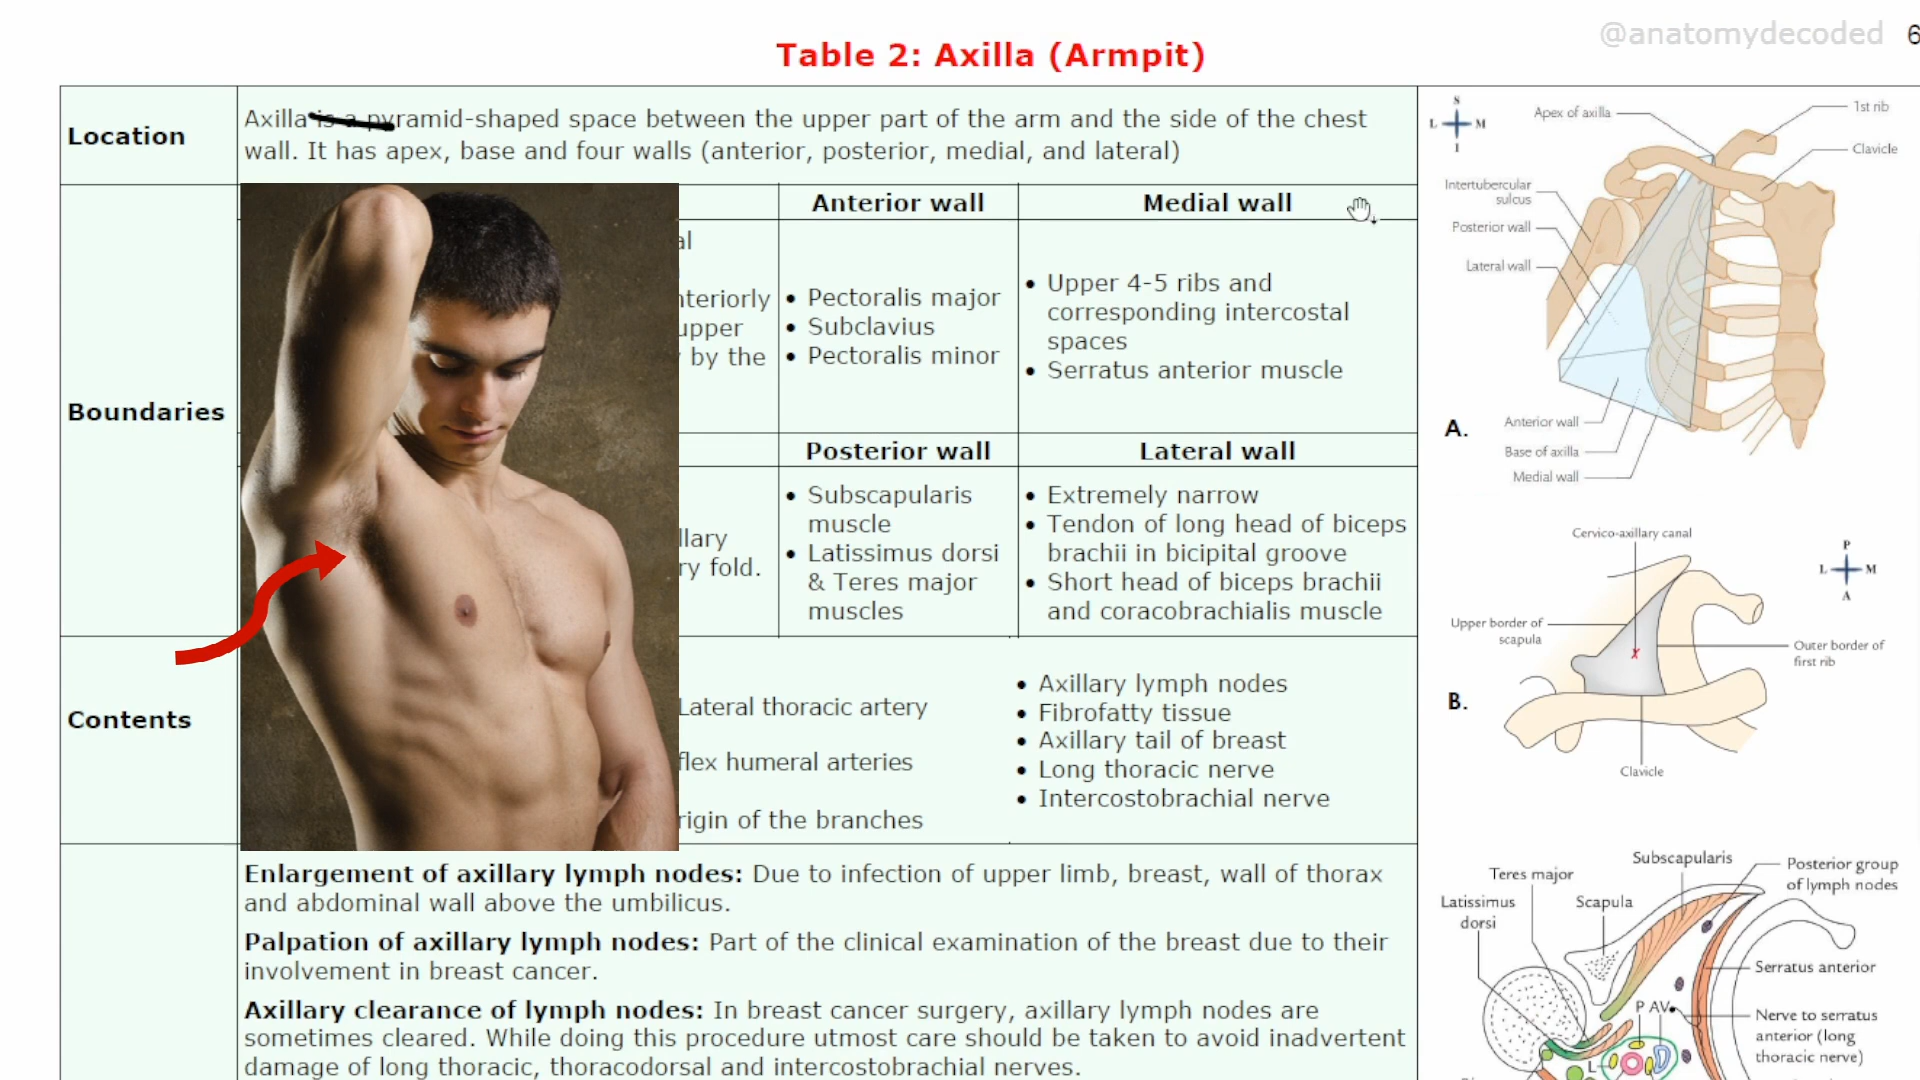 @anatomydecoded 6
Table 2: Axilla (Armpit)
Location
Axilla is a pyramid-shaped space between the upper part of the arm and the side of the chest
wall. It has apex, base and four walls (anterior, posterior, medial, and lateral)
Boundaries
Anterior wall
Medial wall
al
nteriorly
upper
by the
• Pectoralis major
• Subclavius
• Pectoralis minor
• Upper 4-5 ribs and
corresponding intercostal
spaces
• Serratus anterior muscle
Posterior wall
Lateral wall
llary
ry fold.
• Subscapularis
muscle
• Latissimus dorsi
& Teres major
muscles
• Extremely narrow
• Tendon of long head of biceps
brachii in bicipital groove
• Short head of biceps brachii
and coracobrachialis muscle
Contents
Lateral thoracic artery
flex humeral arteries
rigin of the branches
• Axillary lymph nodes
• Fibrofatty tissue
• Axillary tail of breast
• Long thoracic nerve
• Intercostobrachial nerve
Enlargement of axillary lymph nodes: Due to infection of upper limb, breast, wall of thorax
and abdominal wall above the umbilicus.
Palpation of axillary lymph nodes: Part of the clinical examination of the breast due to their
involvement in breast cancer.
Axillary clearance of lymph nodes: In breast cancer surgery, axillary lymph nodes are
sometimes cleared. While doing this procedure utmost care should be taken to avoid inadvertent
damage of long thoracic, thoracodorsal and intercostobrachial nerves.
S
L M
I
Apex of axilla
1st rib
Clavicle
Intertubercular
sulcus
Posterior wall
Lateral wall
Anterior wall
Base of axilla
Medial wall
A.
Cervico-axillary canal
P
L M
A
Upper border of
scapula
x
Outer border of
first rib
B.
Clavicle
Subscapularis
Posterior group
of lymph nodes
Teres major
Latissimus
dorsi
Scapula
Serratus anterior
P A V
Nerve to serratus
anterior (long
thoracic nerve)
L